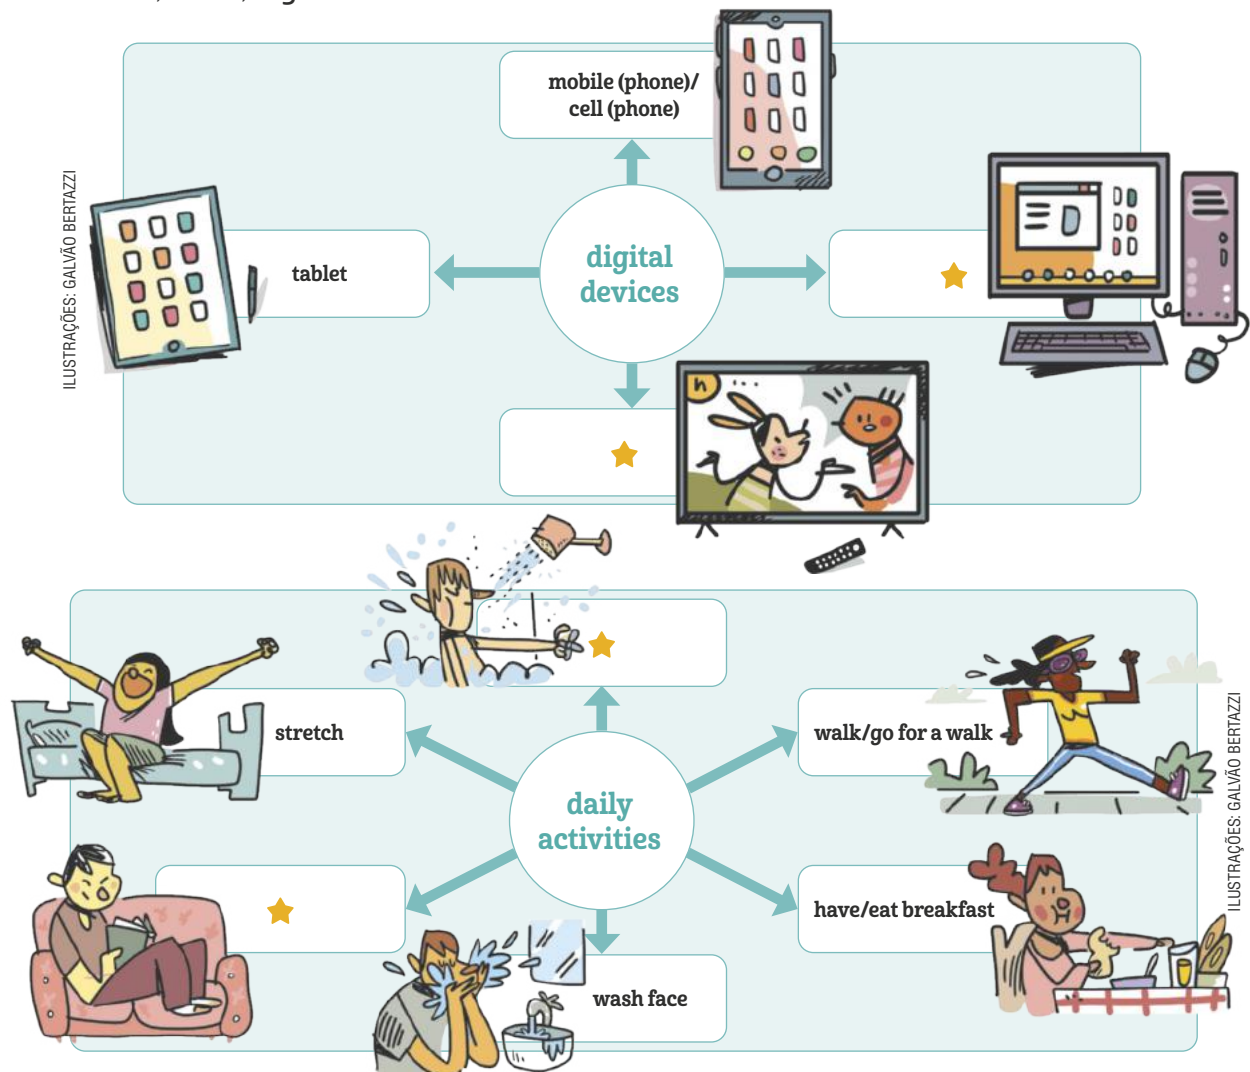 mobile (phone)/
cell (phone)
digital
devices
tablet
ILUSTRAÇÕES: GALVÃO BERTAZZI
h
stretch
walk/go for a walk
daily
activities
have/eat breakfast
wash face
ILUSTRAÇÕES: GALVÃO BERTAZZI